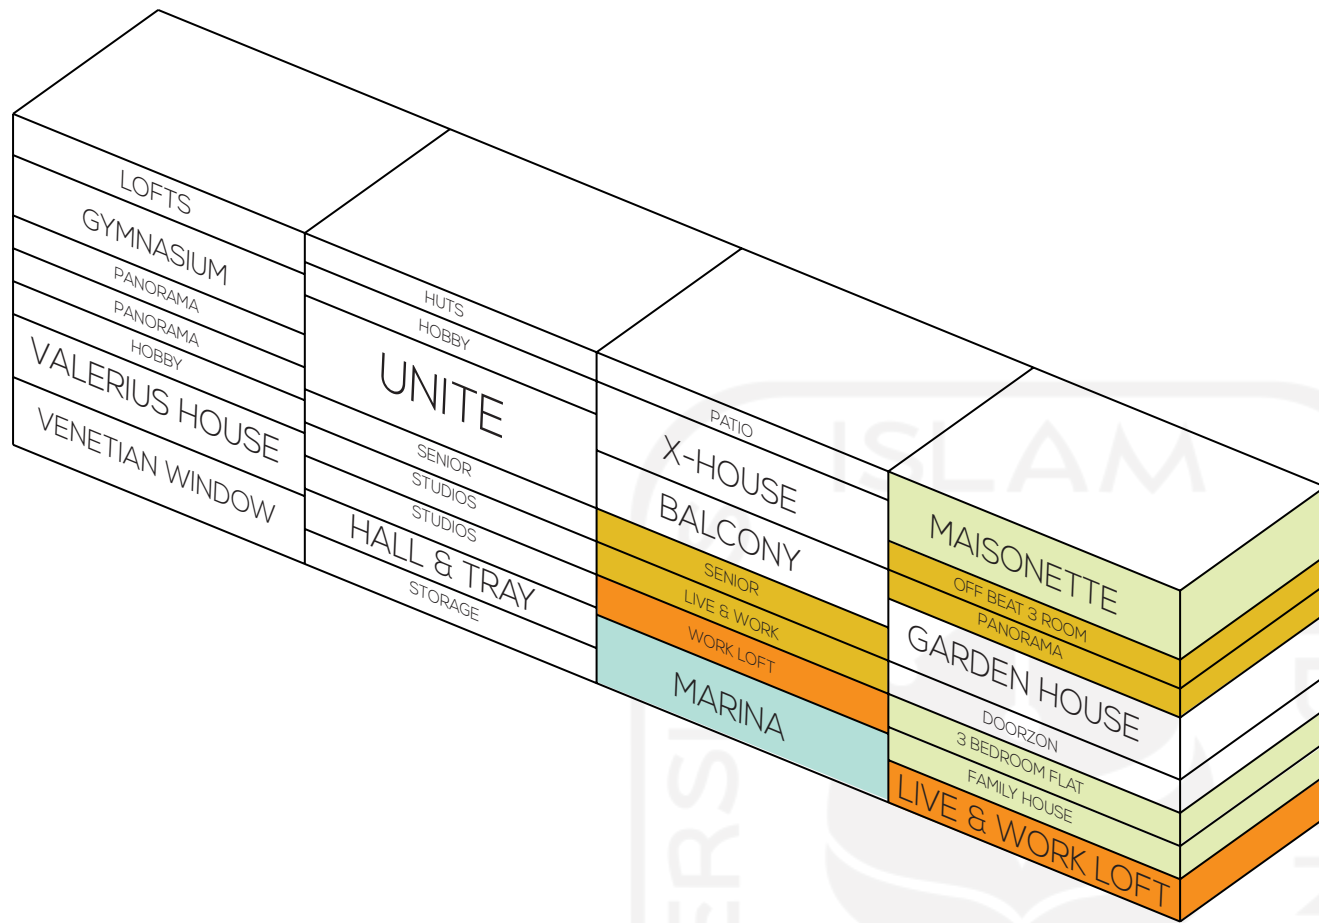 LOFTS
GYMNASIUM
PANORAMA
PANORAMA
HOBBY
VALERIUS HOUSE
VENETIAN WINDOW
HUTS
HOBBY
UNITE
SENIOR
STUDIOS
STUDIOS
HALL & TRAY
STORAGE
PATIO
X-HOUSE
BALCONY
SENIOR
LIVE & WORK
WORK LOFT
MARINA
MAISONETTE
OFF BEAT 3 ROOM
PANORAMA
GARDEN HOUSE
DOORZON
3 BEDROOM FLAT
FAMILY HOUSE
LIVE & WORK LOFT
ISLAM